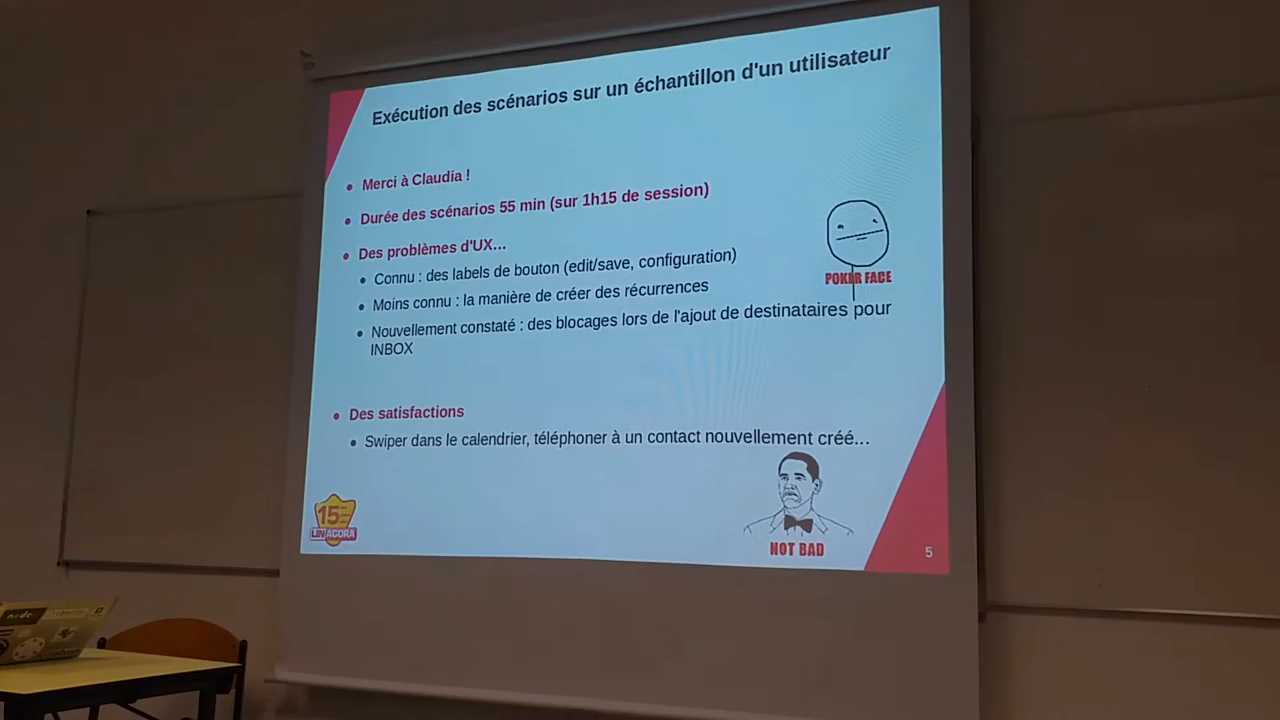 Exécution des scénarios sur un échantillon d'un utilisateur
Merci à Claudia !
Durée des scénarios 55 min (sur 1h15 de session)
Des problèmes d'UX...
Connu : des labels de bouton (edit/save, configuration)
Moins connu : la manière de créer des récurrences
Nouvellement constaté : des blocages lors de l'ajout de destinataires pour
INBOX
POKER FACE
Des satisfactions
Swiper dans le calendrier, téléphoner à un contact nouvellement créé...
15
LINAGORA
NOT BAD
5